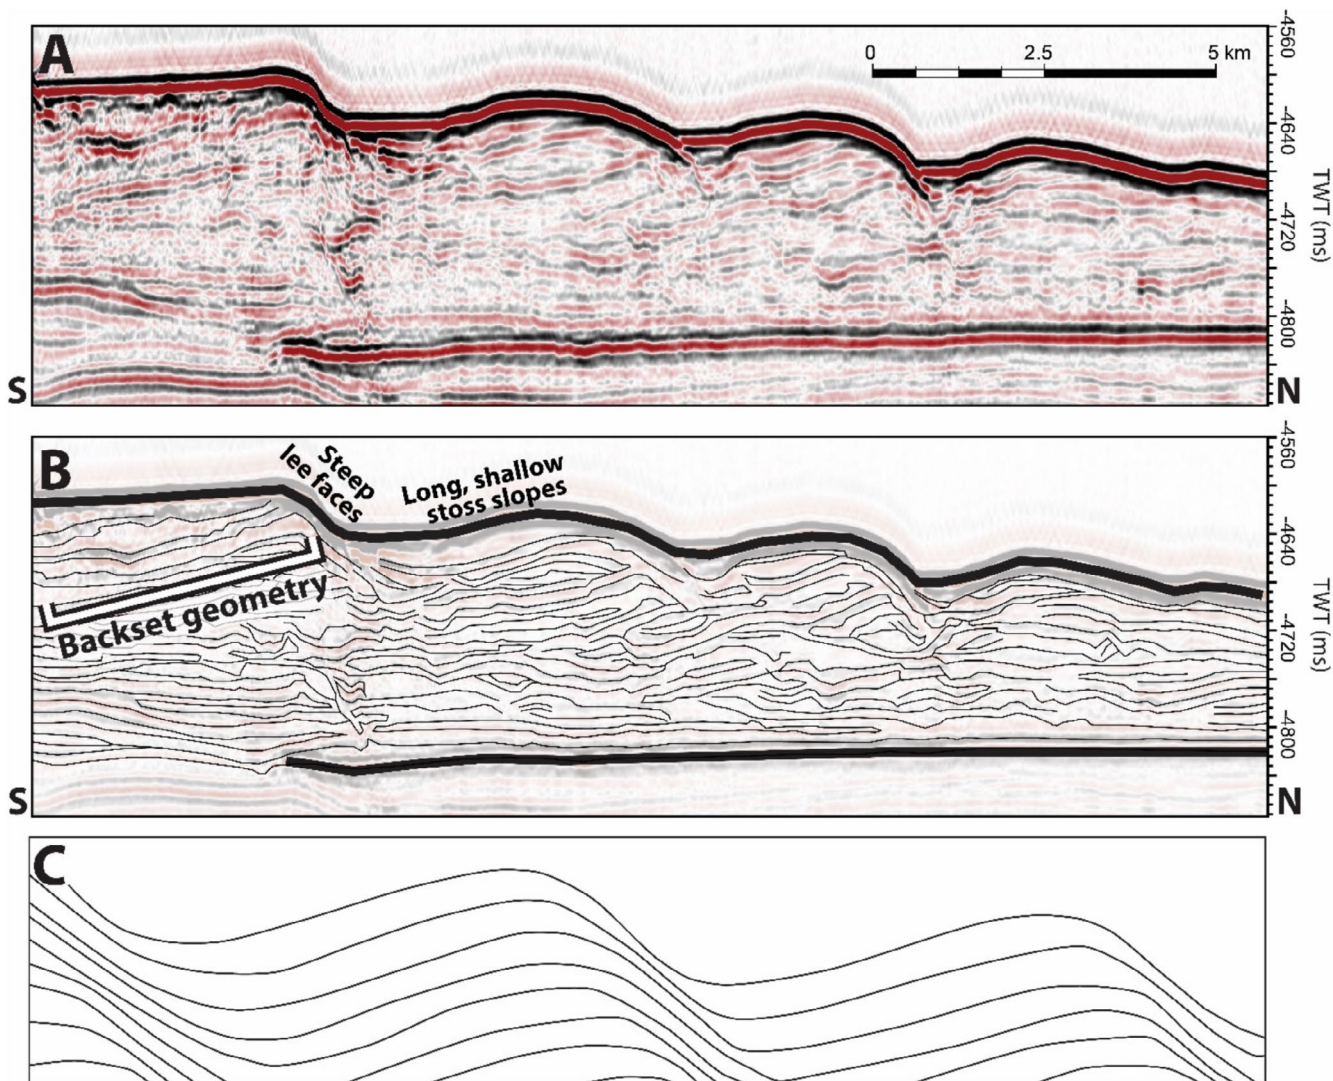 A
0 2.5 5 km
-4560
-4640
-4720
-4800
TWT (ms)
S
N
B
Steep
lee faces
Long, shallow
stoss slopes
Backset geometry
-4560
-4640
-4720
-4800
TWT (ms)
S
N
C